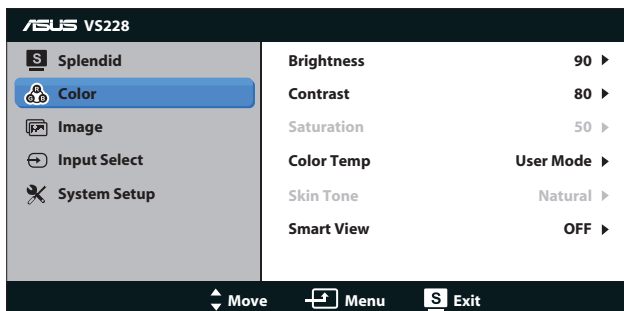 ASUS VS228
S Splendid
Color
Image
Input Select
System Setup
Brightness 90
Contrast 80
Saturation 50
Color Temp User Mode
Skin Tone Natural
Smart View OFF
Move Menu S Exit